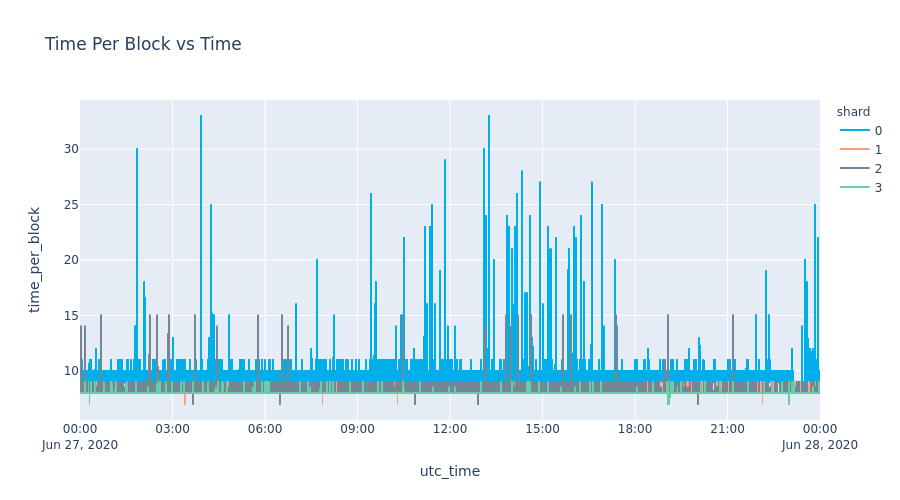 Time Per Block vs Time
shard
0
1
2
3
time_per_block
30
25
20
15
10
00:00 03:00 06:00 09:00 12:00 15:00 18:00 21:00 00:00
Jun 27, 2020 Jun 28, 2020
utc_time